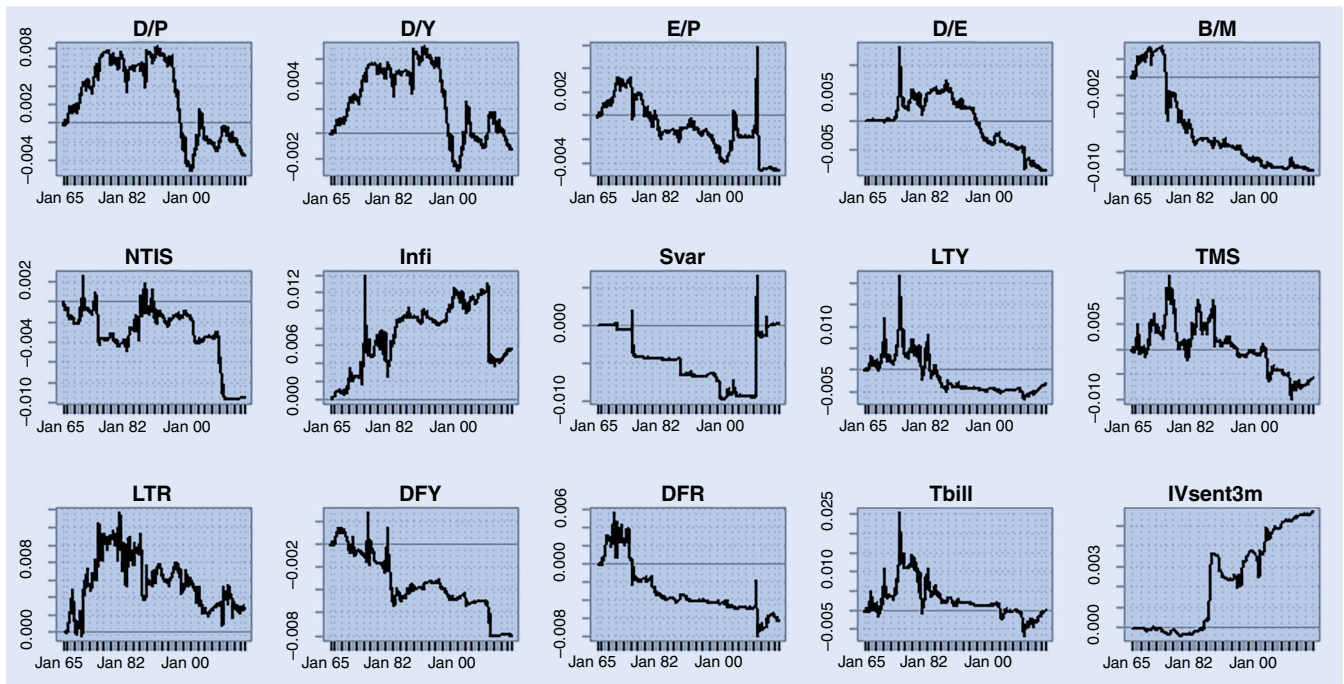 D/P D/Y E/P D/E B/M
0.008 0.002 −0.004
0.004 −0.002
0.002 −0.004
0.005 −0.005
−0.002 −0.010
Jan 65 Jan 82 Jan 00 Jan 65 Jan 82 Jan 00 Jan 65 Jan 82 Jan 00 Jan 65 Jan 82 Jan 00 Jan 65 Jan 82 Jan 00
NTIS Infi Svar LTY TMS
0.002 −0.004 −0.010
0.012 0.006 0.000
0.000 −0.010
0.010 −0.005
0.005 −0.010
Jan 65 Jan 82 Jan 00 Jan 65 Jan 82 Jan 00 Jan 65 Jan 82 Jan 00 Jan 65 Jan 82 Jan 00 Jan 65 Jan 82 Jan 00
LTR DFY DFR Tbill IVsent3m
0.008 0.000
−0.002 −0.008
0.006 0.000 −0.008
0.025 0.010 −0.005
0.003 0.000
Jan 65 Jan 82 Jan 00 Jan 65 Jan 82 Jan 00 Jan 65 Jan 82 Jan 00 Jan 65 Jan 82 Jan 00 Jan 65 Jan 82 Jan 00